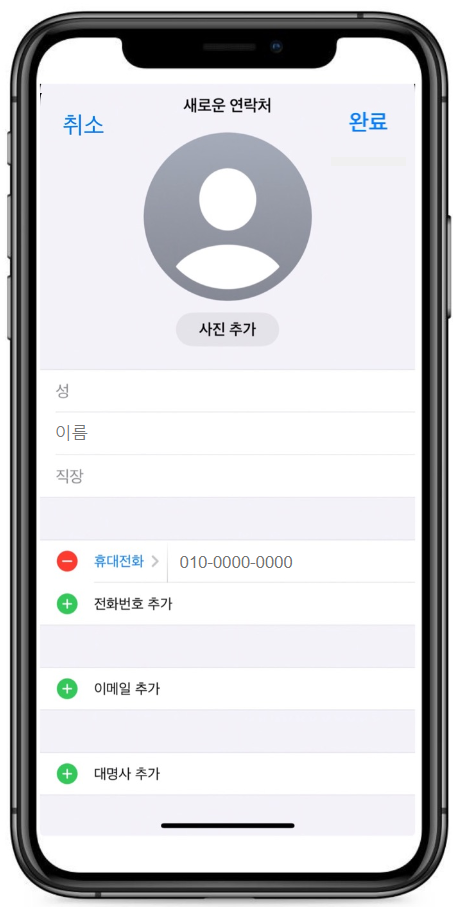 새로운 연락처
취소
완료
사진 추가
성
이름
직장
휴대전화 010-0000-0000
전화번호 추가
이메일 추가
대명사 추가